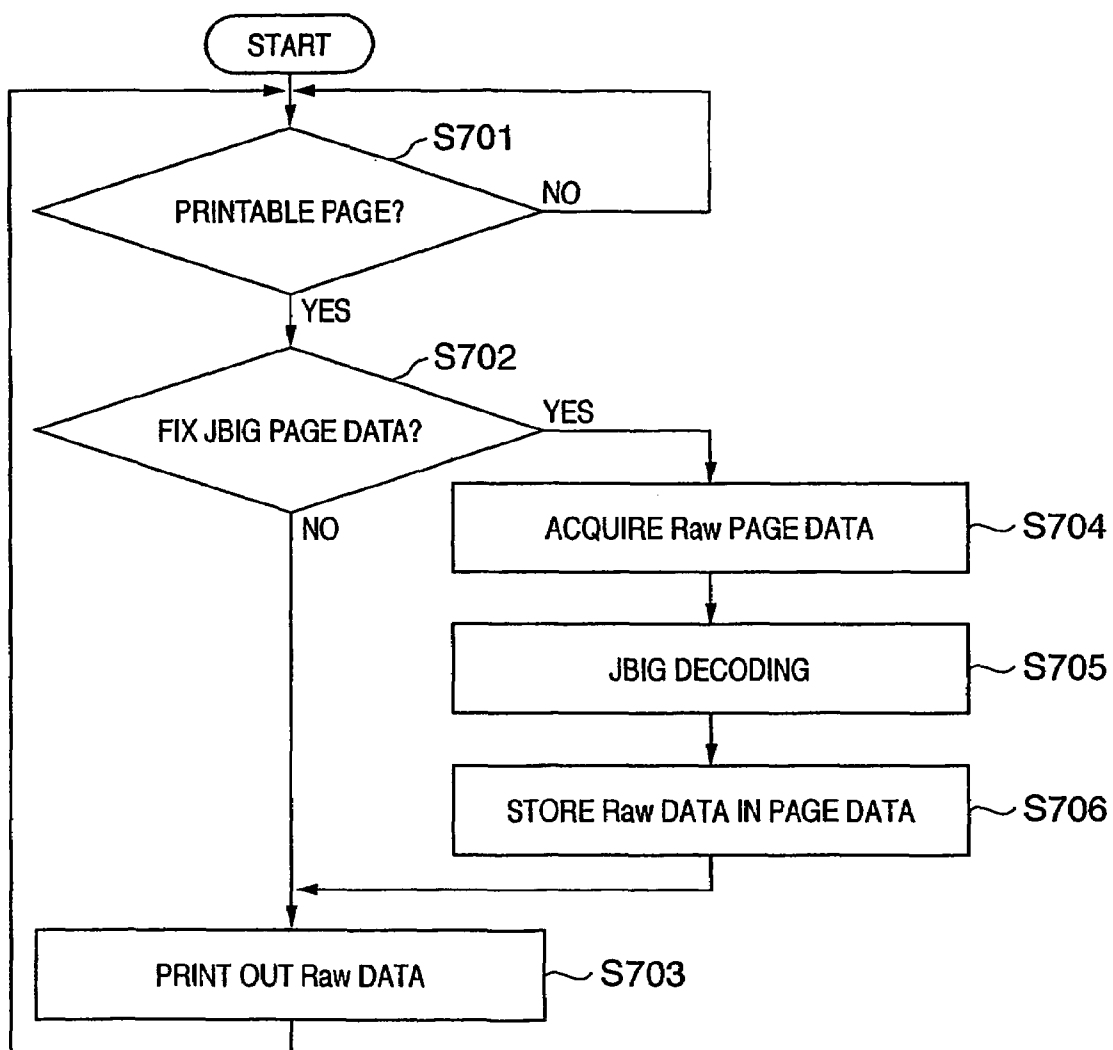 START
S701
PRINTABLE PAGE?
NO
YES
S702
FIX JBIG PAGE DATA?
YES
NO
ACQUIRE Raw PAGE DATA
S704
JBIG DECODING
S705
STORE Raw DATA IN PAGE DATA
S706
PRINT OUT Raw DATA
S703